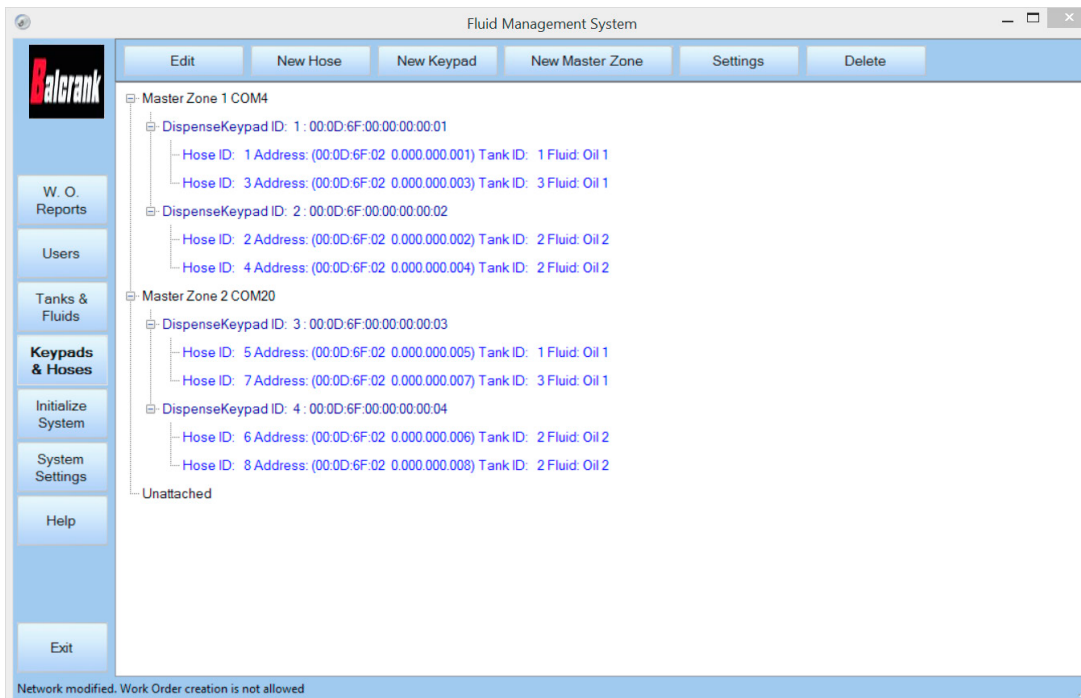 Fluid Management System
Balcrank
Edit New Hose New Keypad New Master Zone Settings Delete
W. O.
Reports
Users
Tanks &
Fluids
Keypads
& Hoses
Initialize
System
System
Settings
Help
Exit
Master Zone 1 COM4
DispenseKeypad ID: 1 : 00:0D:6F:00:00:00:00:01
Hose ID: 1 Address: (00:0D:6F:02 0.000.000.001) Tank ID: 1 Fluid: Oil 1
Hose ID: 3 Address: (00:0D:6F:02 0.000.000.003) Tank ID: 3 Fluid: Oil 1
DispenseKeypad ID: 2 : 00:0D:6F:00:00:00:00:02
Hose ID: 2 Address: (00:0D:6F:02 0.000.000.002) Tank ID: 2 Fluid: Oil 2
Hose ID: 4 Address: (00:0D:6F:02 0.000.000.004) Tank ID: 2 Fluid: Oil 2
Master Zone 2 COM20
DispenseKeypad ID: 3 : 00:0D:6F:00:00:00:00:03
Hose ID: 5 Address: (00:0D:6F:02 0.000.000.005) Tank ID: 1 Fluid: Oil 1
Hose ID: 7 Address: (00:0D:6F:02 0.000.000.007) Tank ID: 3 Fluid: Oil 1
DispenseKeypad ID: 4 : 00:0D:6F:00:00:00:00:04
Hose ID: 6 Address: (00:0D:6F:02 0.000.000.006) Tank ID: 2 Fluid: Oil 2
Hose ID: 8 Address: (00:0D:6F:02 0.000.000.008) Tank ID: 2 Fluid: Oil 2
Unattached
Network modified. Work Order creation is not allowed